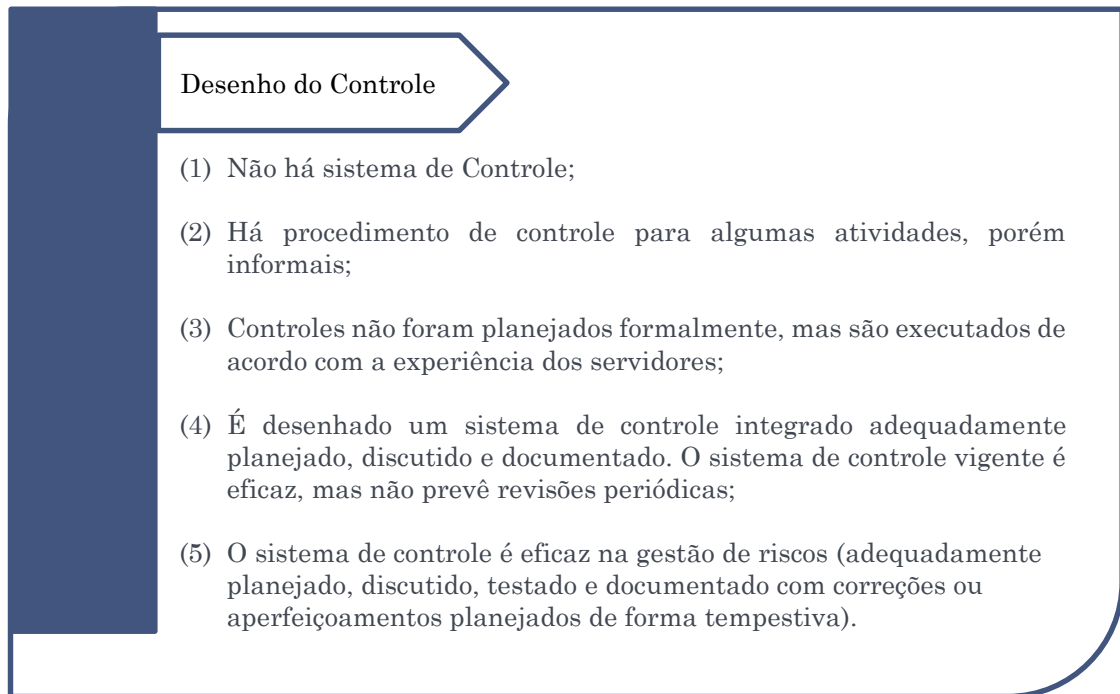 Desenho do Controle
(1) Não há sistema de Controle;
(2) Há procedimento de controle para algumas atividades, porém
informais;
(3) Controles não foram planejados formalmente, mas são executados de
acordo com a experiência dos servidores;
(4) É desenhado um sistema de controle integrado adequadamente
planejado, discutido e documentado. O sistema de controle vigente é
eficaz, mas não prevê revisões periódicas;
(5) O sistema de controle é eficaz na gestão de riscos (adequadamente
planejado, discutido, testado e documentado com correções ou
aperfeiçoamentos planejados de forma tempestiva).